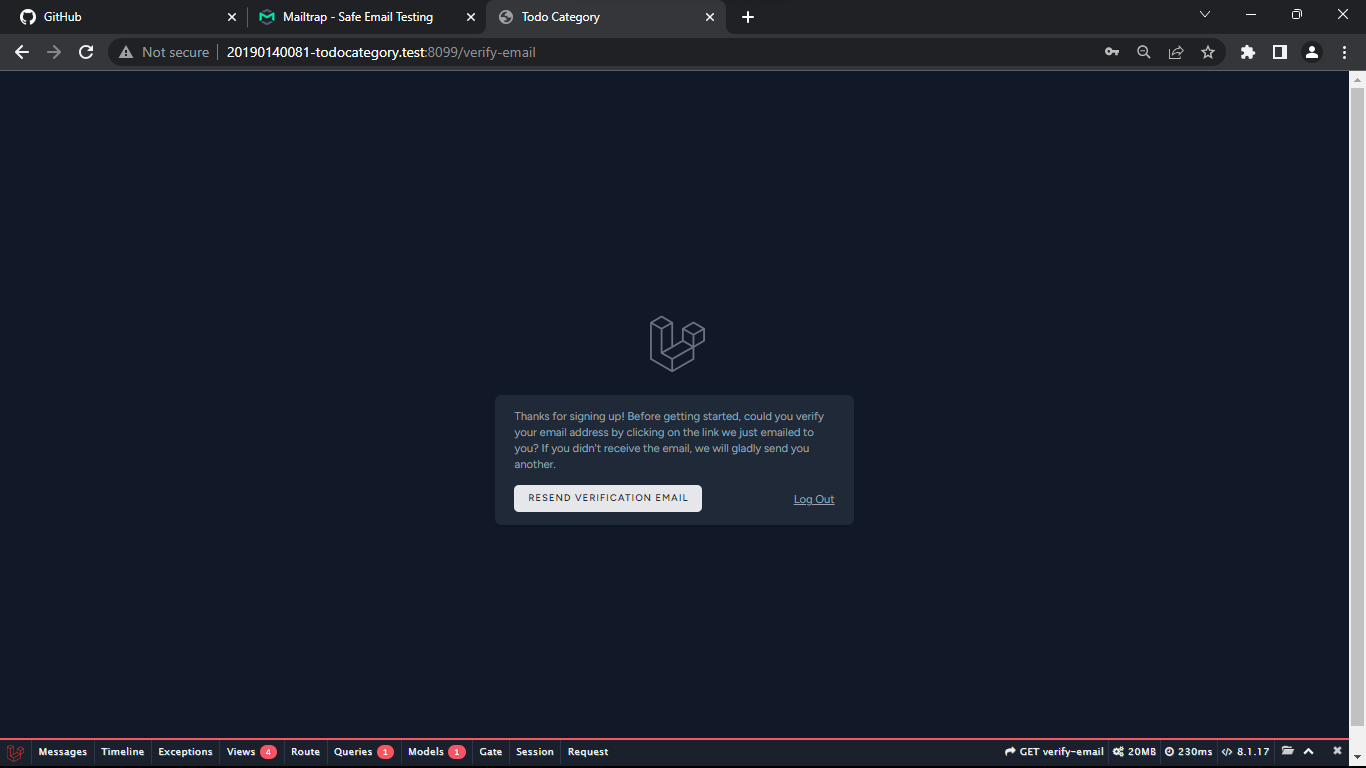 GitHub
Mailtrap - Safe Email Testing
Todo Category
Not secure
20190140081-todocategory.test:8099/verify-email
Thanks for signing up! Before getting started, could you verify
your email address by clicking on the link we just emailed to
you? If you didn't receive the email, we will gladly send you
another.
RESEND VERIFICATION EMAIL
Log Out
Messages Timeline Exceptions Views 4 Route Queries 1 Models 1 Gate Session Request GET verify-email 20MB 230ms 8.1.17